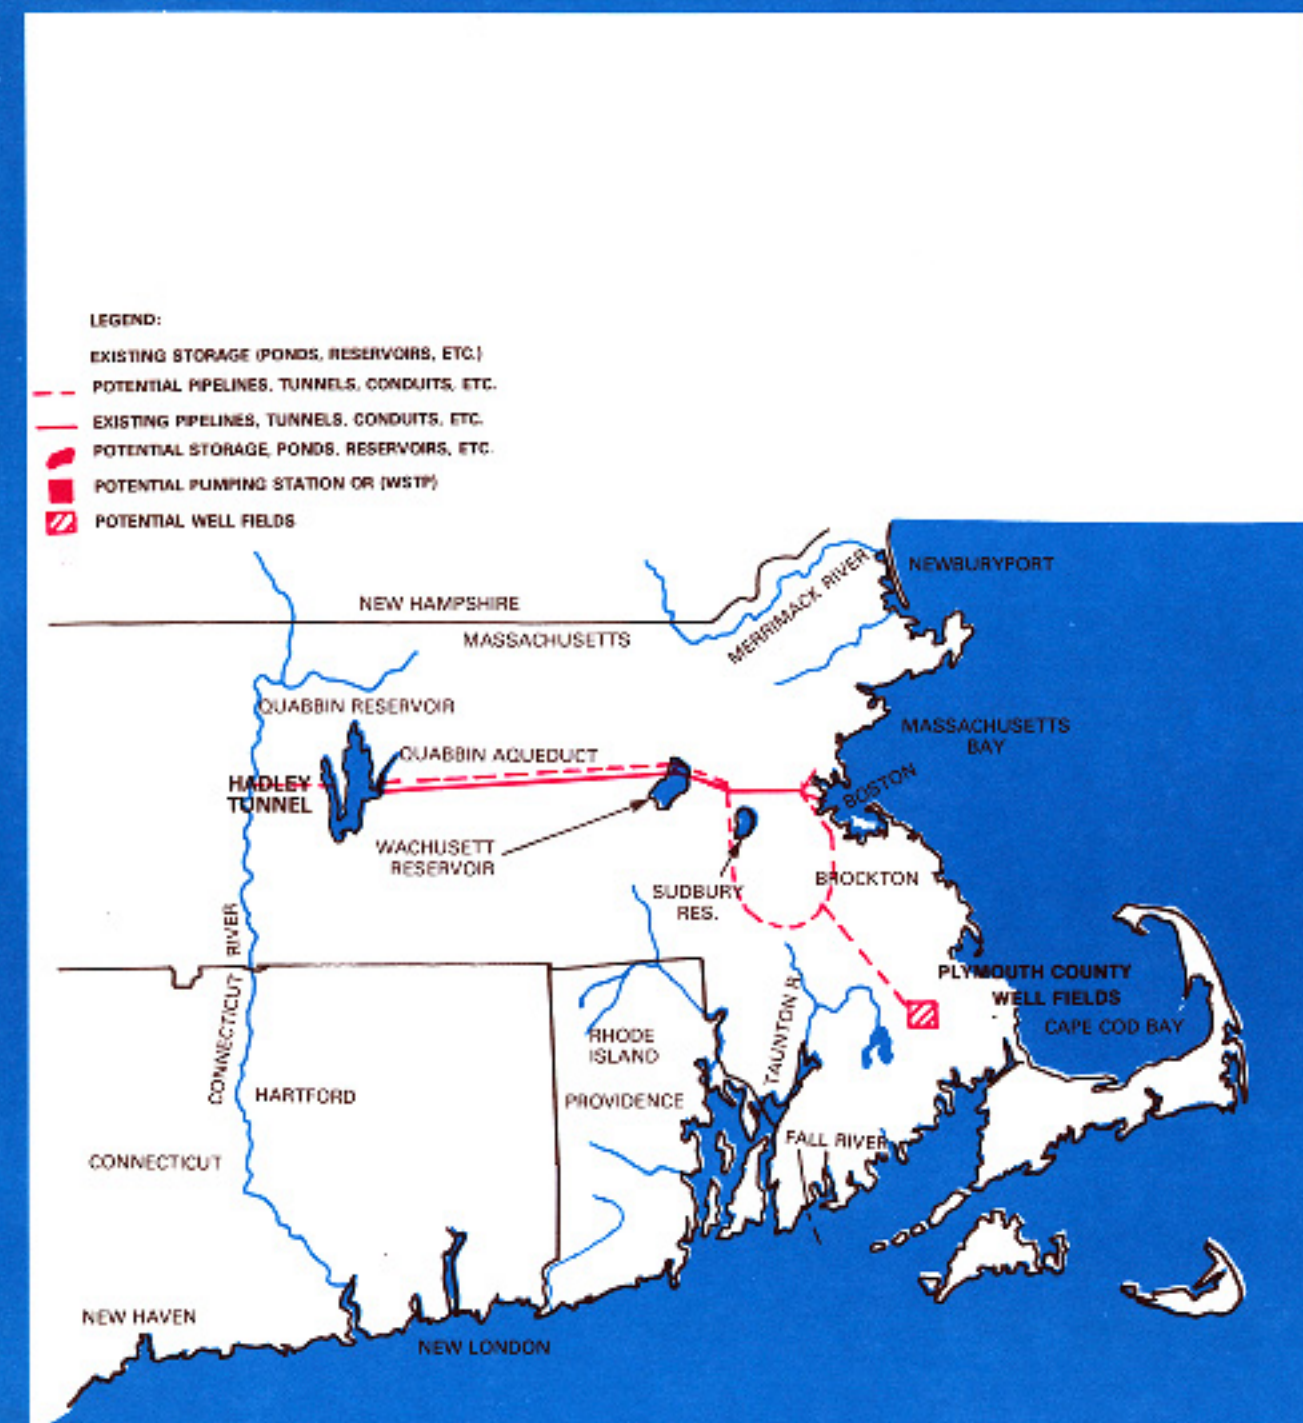 LEGEND:
EXISTING STORAGE (PONDS, RESERVOIRS, ETC.)
POTENTIAL PIPELINES, TUNNELS, CONDUITS, ETC.
EXISTING PIPELINES, TUNNELS, CONDUITS, ETC.
POTENTIAL STORAGE, PONDS, RESERVOIRS, ETC.
POTENTIAL PUMPING STATION OR (WSTP)
POTENTIAL WELL FIELDS
NEWBURYPORT
NEW HAMPSHIRE
MERRIMACK RIVER
MASSACHUSETTS
QUABBIN RESERVOIR
MASSACHUSETTS
BAY
QUABBIN AQUEDUCT
HADLEY
TUNNEL
BOSTON
WACHUSETT
RESERVOIR
SUDBURY
RES.
BROCKTON
CONNECTICUT RIVER
PLYMOUTH COUNTY
WELL FIELDS
CAPE COD BAY
TAUNTON R.
RHODE
ISLAND
HARTFORD
PROVIDENCE
FALL RIVER
CONNECTICUT
NEW HAVEN
NEW LONDON